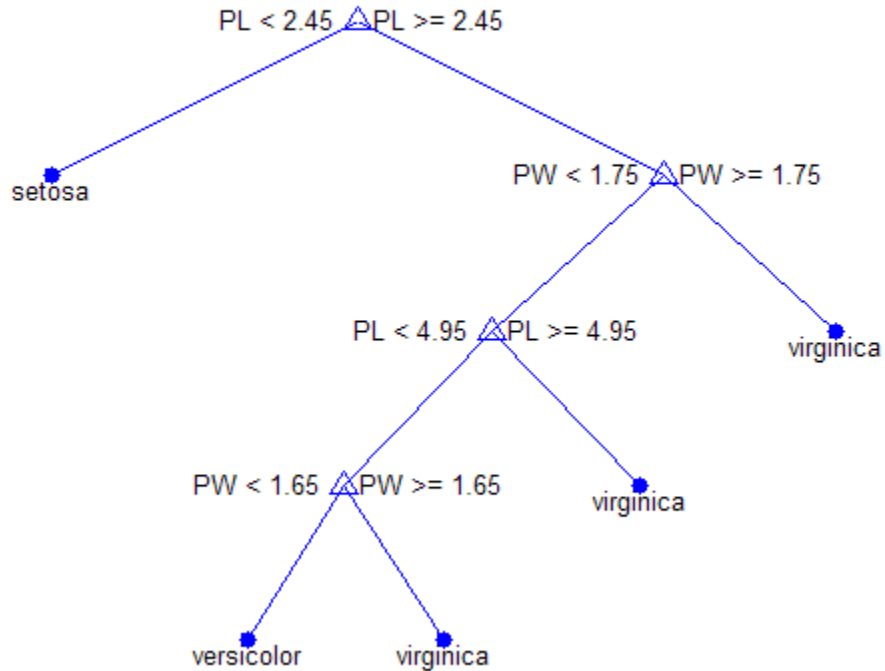 PL < 2.45 PL >= 2.45
setosa
PW < 1.75 PW >= 1.75
PL < 4.95 PL >= 4.95
virginica
PW < 1.65 PW >= 1.65
virginica
versicolor
virginica